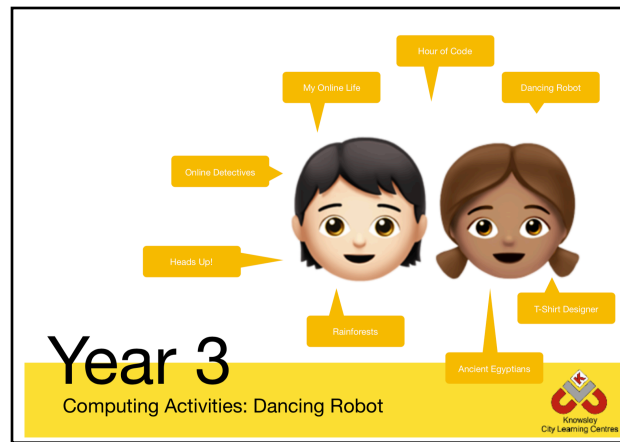 Hour of Code
My Online Life
Dancing Robot
Online Detectives
Heads Up!
T-Shirt Designer
Rainforests
Ancient Egyptians
Year 3
Computing Activities: Dancing Robot
K
Knowsley
City Learning Centres